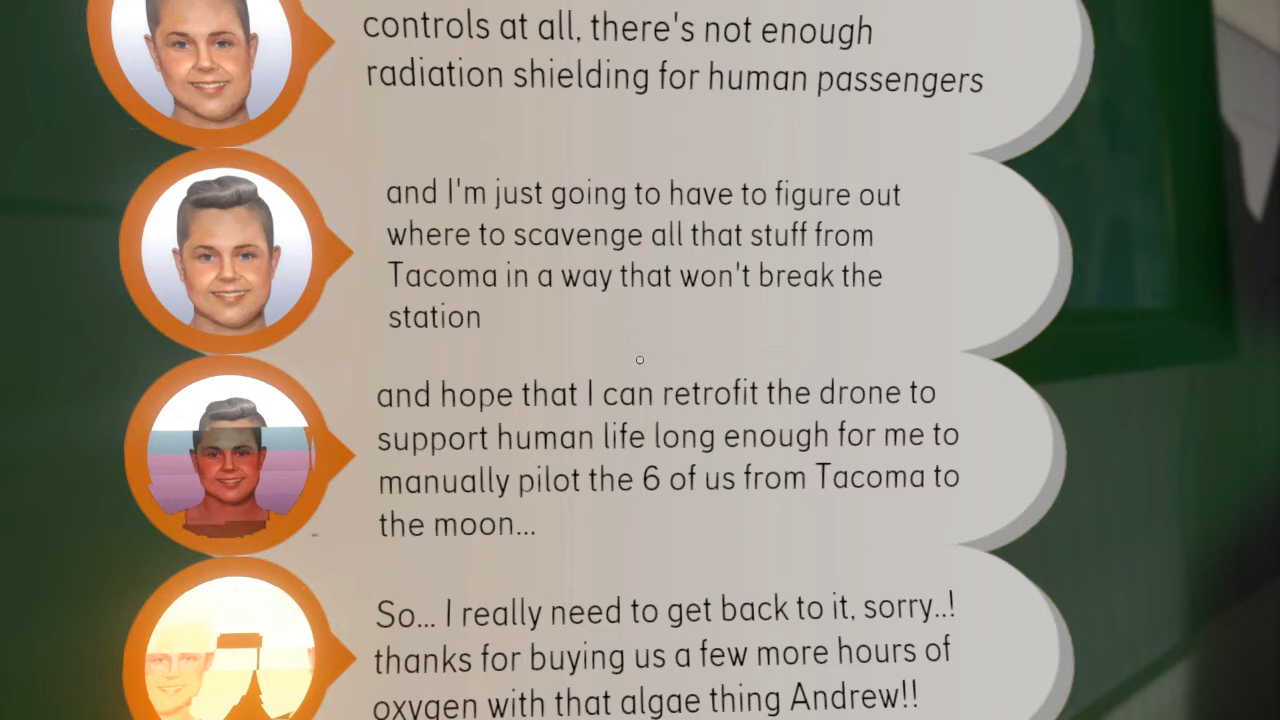 controls at all, there's not enough
radiation shielding for human passengers
and I'm just going to have to figure out
where to scavenge all that stuff from
Tacoma in a way that won't break the
station
and hope that I can retrofit the drone to
support human life long enough for me to
manually pilot the 6 of us from Tacoma to
the moon...
So... I really need to get back to it, sorry..!
thanks for buying us a few more hours of
oxygen with that algae thing Andrew!!